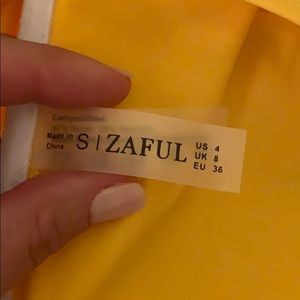 Composition
Made In China
S | ZAFUL
US 4
UK 8
EU 36